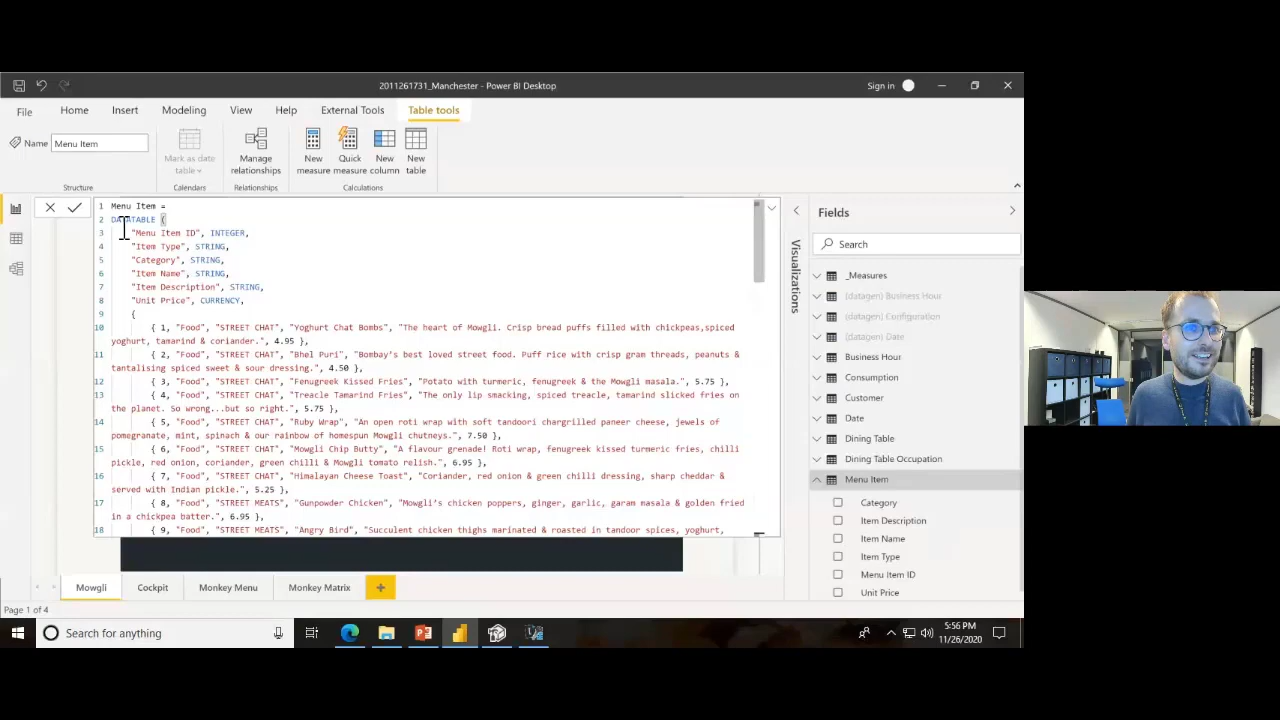 2011261731_Manchester - Power BI Desktop
Sign in
File
Home
Insert
Modeling
View
Help
External Tools
Table tools
Name
Menu Item
Mark as date
table
Manage
relationships
New
measure
Quick
measure
New
column
New
table
Structure
Calendars
Relationships
Calculations
1 Menu Item =
2 DATATABLE (
3 "Menu Item ID", INTEGER,
4 "Item Type", STRING,
5 "Category", STRING,
6 "Item Name", STRING,
7 "Item Description", STRING,
8 "Unit Price", CURRENCY,
9 {
10 { 1, "Food", "STREET CHAT", "Yoghurt Chat Bombs", "The heart of Mowgli. Crisp bread puffs filled with chickpeas,spiced
yoghurt, tamarind & coriander.", 4.95 },
11 { 2, "Food", "STREET CHAT", "Bhel Puri", "Bombay's best loved street food. Puff rice with crisp gram threads, peanuts &
tantalising spiced sweet & sour dressing.", 4.50 },
12 { 3, "Food", "STREET CHAT", "Fenugreek Kissed Fries", "Potato with turmeric, fenugreek & the Mowgli masala.", 5.75 },
13 { 4, "Food", "STREET CHAT", "Treacle Tamarind Fries", "The only lip smacking, spiced treacle, tamarind slicked fries on
the planet. So wrong...but so right.", 5.75 },
14 { 5, "Food", "STREET CHAT", "Ruby Wrap", "An open roti wrap with soft tandoori chargrilled paneer cheese, jewels of
pomegranate, mint, spinach & our rainbow of homespun Mowgli chutneys.", 7.50 },
15 { 6, "Food", "STREET CHAT", "Mowgli Chip Butty", "A flavour grenade! Roti wrap, fenugreek kissed turmeric fries, chilli
pickle, red onion, coriander, green chilli & Mowgli tomato relish.", 6.95 },
16 { 7, "Food", "STREET CHAT", "Himalayan Cheese Toast", "Coriander, red onion & green chilli dressing, sharp cheddar &
served with Indian pickle.", 5.25 },
17 { 8, "Food", "STREET MEATS", "Gunpowder Chicken", "Mowgli's chicken poppers, ginger, garlic, garam masala & golden fried
in a chickpea batter.", 6.95 },
18 { 9, "Food", "STREET MEATS", "Angry Bird", "Succulent chicken thighs marinated & roasted in tandoor spices, yoghurt,
Visualizations
Fields
Search
_Measures
(datagen) Business Hour
(datagen) Configuration
(datagen) Date
Business Hour
Consumption
Customer
Date
Dining Table
Dining Table Occupation
Menu Item
Category
Item Description
Item Name
Item Type
Menu Item ID
Unit Price
Mowgli
Cockpit
Monkey Menu
Monkey Matrix
Page 1 of 4
Search for anything
5:56 PM
11/26/2020